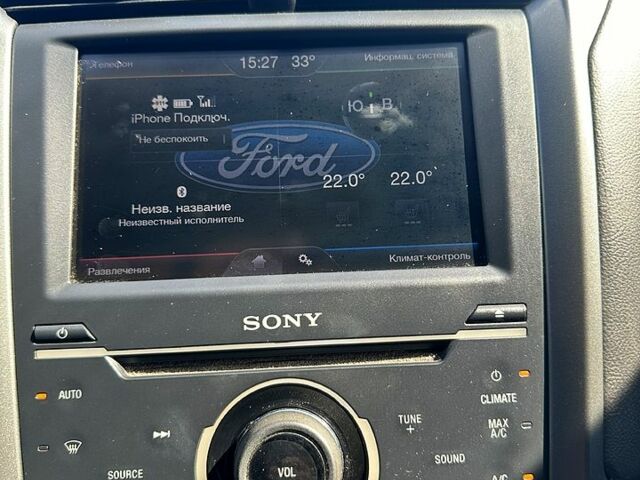 Телефон
15:27 33°
Информац. система
iPhone Подключ.
Не беспокоить
Ю В
Ford
22.0° 22.0°
Неизв. название
Неизвестный исполнитель
Развлечения
Климат-контроль
SONY
AUTO
CLIMATE
TUNE
+
MAX
A/C
SOUND
SOURCE
VOL
A/C